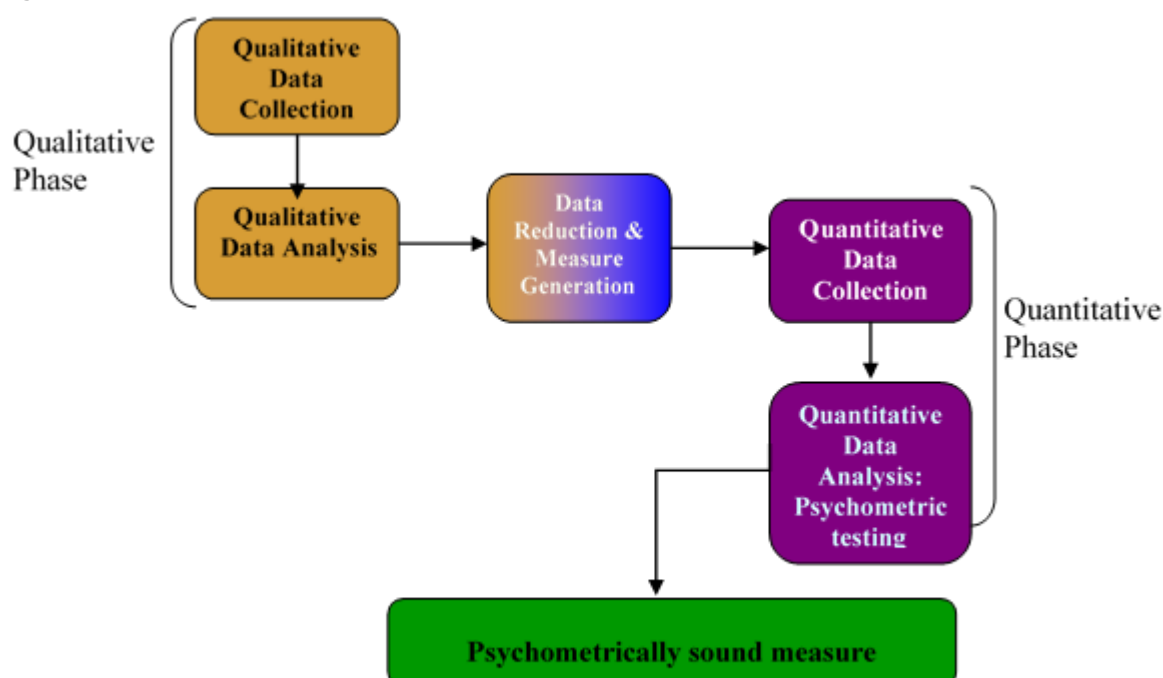 Qualitative
Data
Collection
Qualitative
Phase
Qualitative
Data Analysis
Data
Reduction &
Measure
Generation
Quantitative
Data
Collection
Quantitative
Phase
Quantitative
Data
Analysis:
Psychometric
testing
Psychometrically sound measure